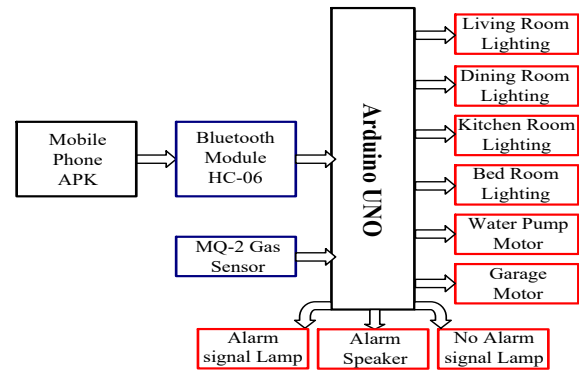 Mobile
Phone
APK
Bluetooth
Module
HC-06
MQ-2 Gas
Sensor
Arduino UNO
Living Room
Lighting
Dining Room
Lighting
Kitchen Room
Lighting
Bed Room
Lighting
Water Pump
Motor
Garage
Motor
Alarm
signal Lamp
Alarm
Speaker
No Alarm
signal Lamp